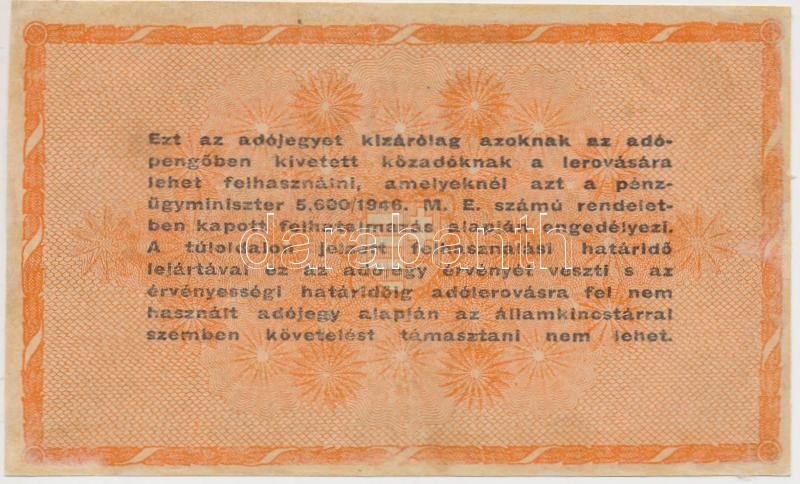 Ezt az adójegyet kizárólag azoknak az adó-
pengőben kivetett közadóknak a lerovására
lehet felhasználni, amelyeknél azt a pénz-
ügyminiszter 5.600/1946. M. E. számú rendelet-
ben kapott felhatalmazás alapján engedélyezi.
A túloldalon jelzett felhasználási határidő
lejártával ez az adójegy érvényét veszti s az
érvényességi határidőig adólerovásra fel nem
használt adójegy alapján az államkincstárral
szemben követelést támasztani nem lehet.
darabanth